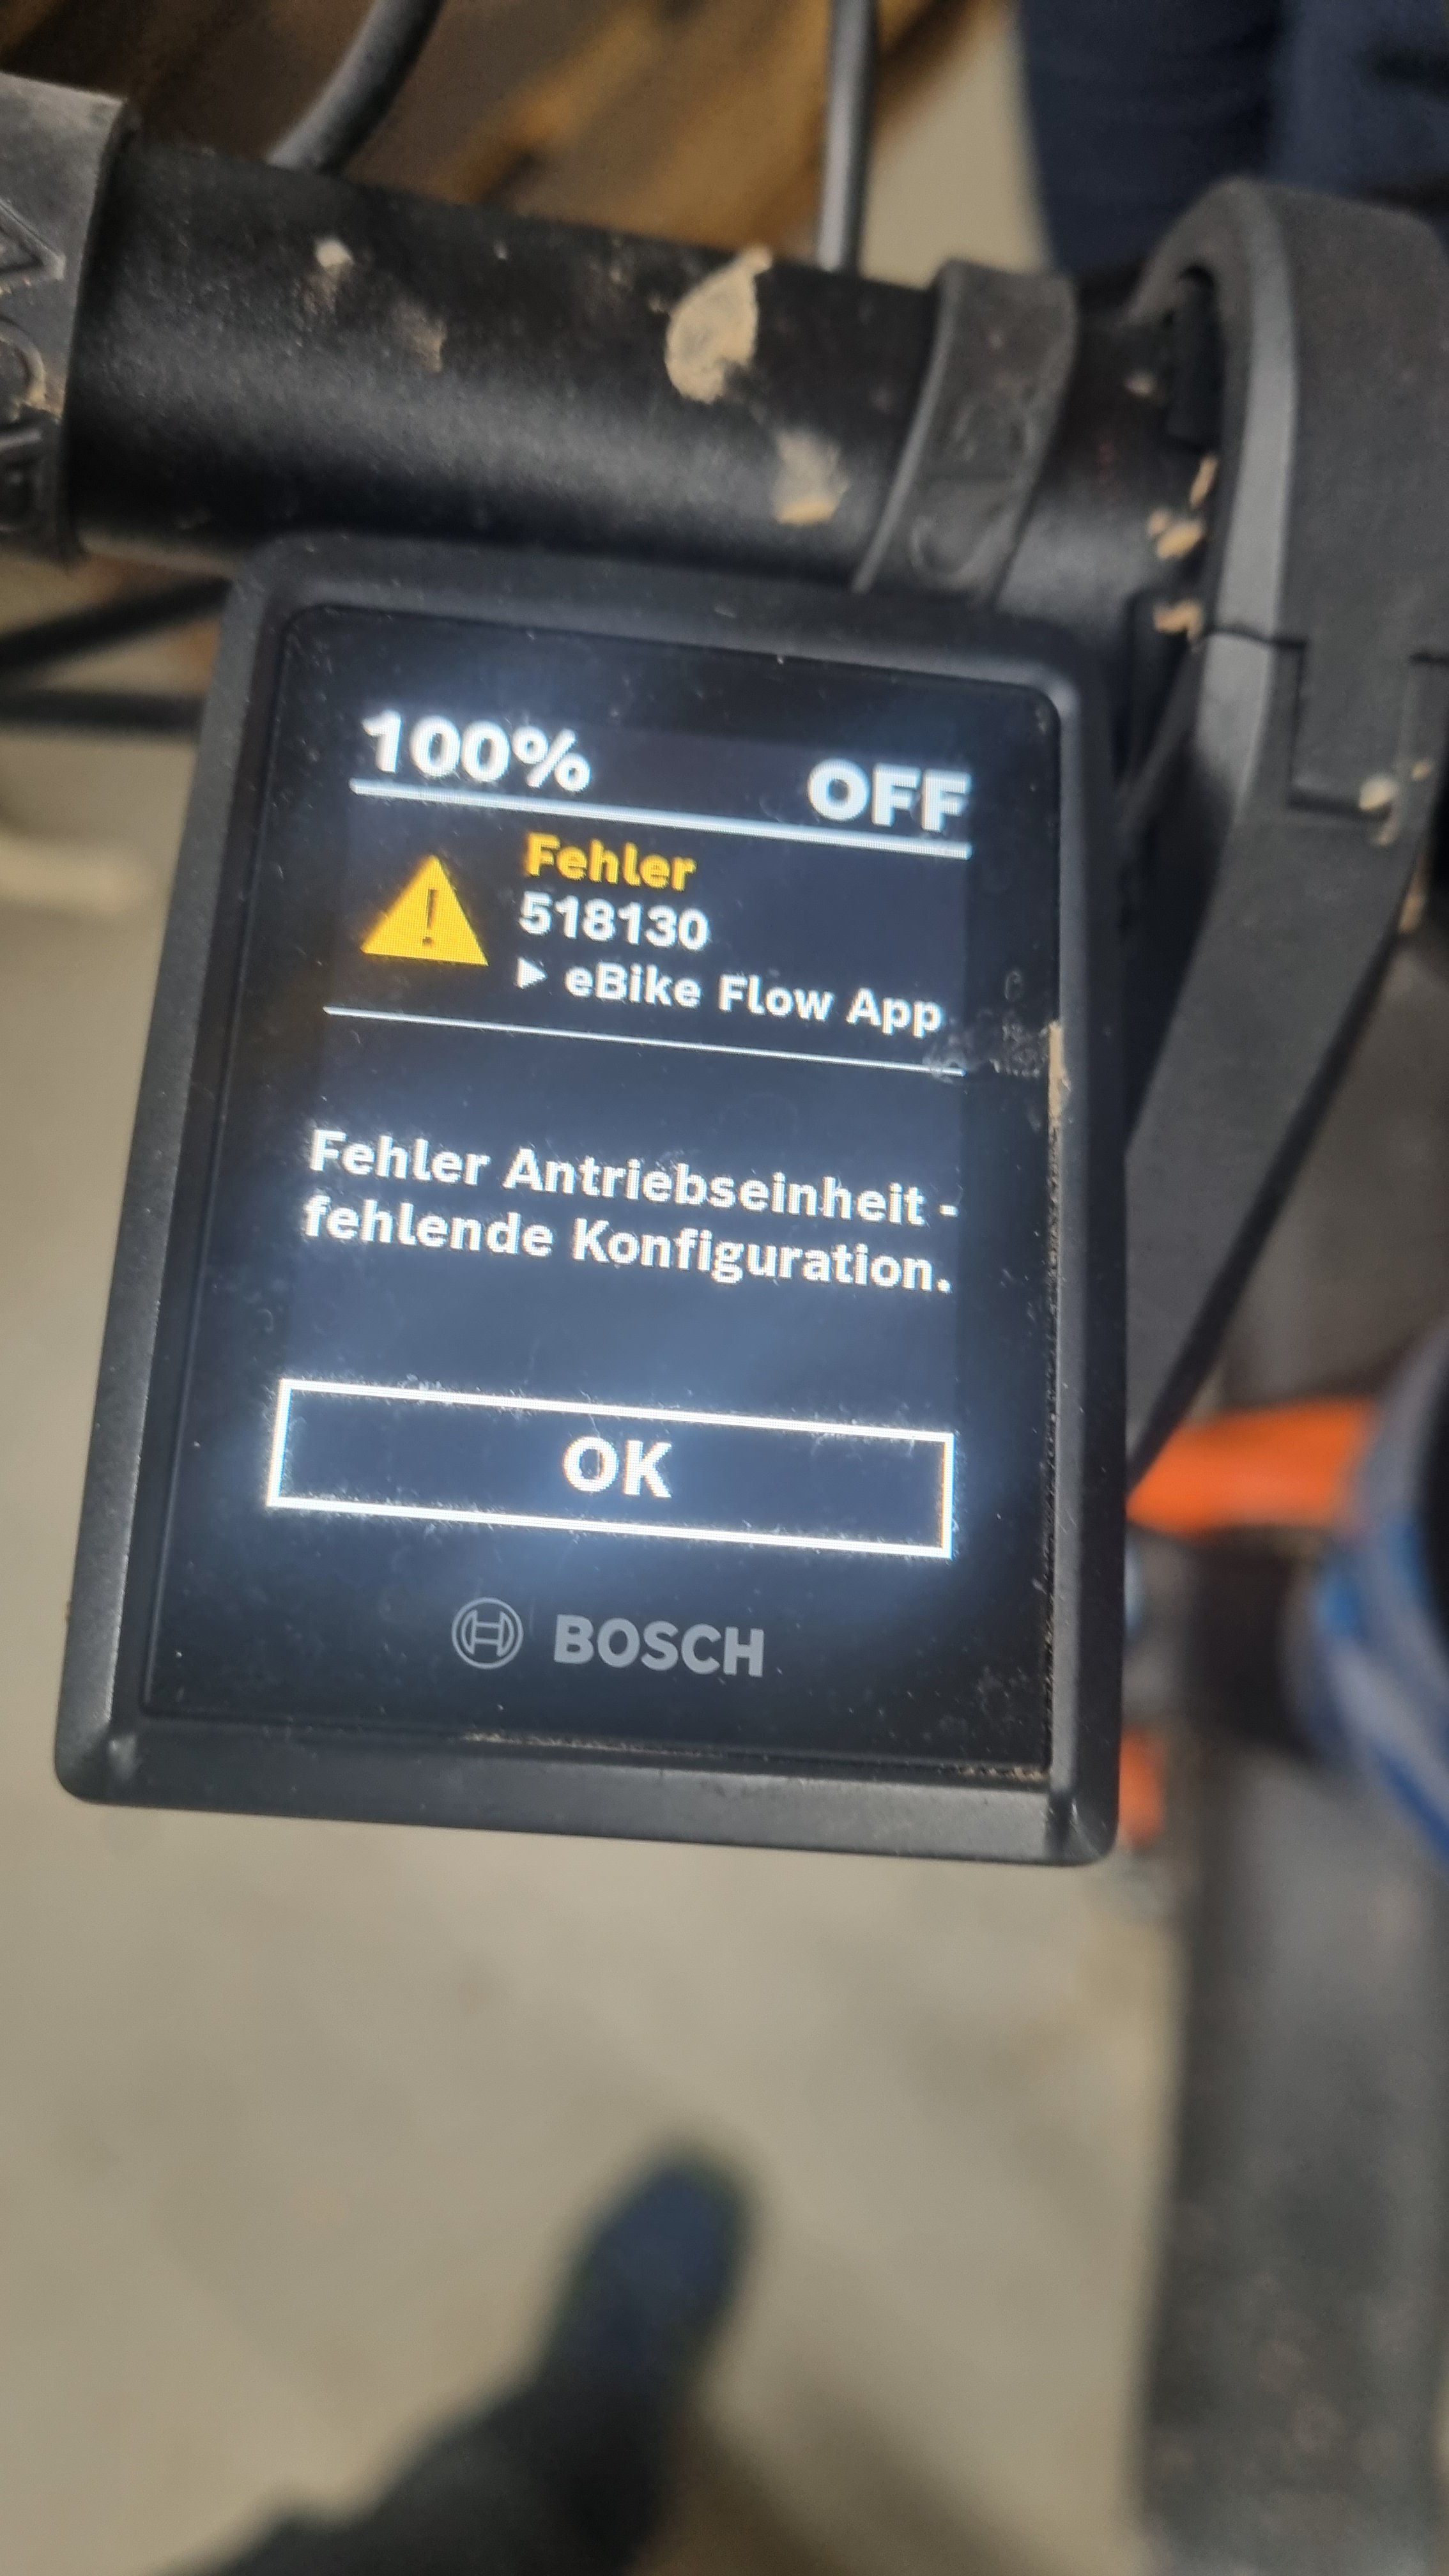 100% OFF
Fehler
518130
▶ eBike Flow App
Fehler Antriebseinheit -
fehlende Konfiguration.
OK
BOSCH